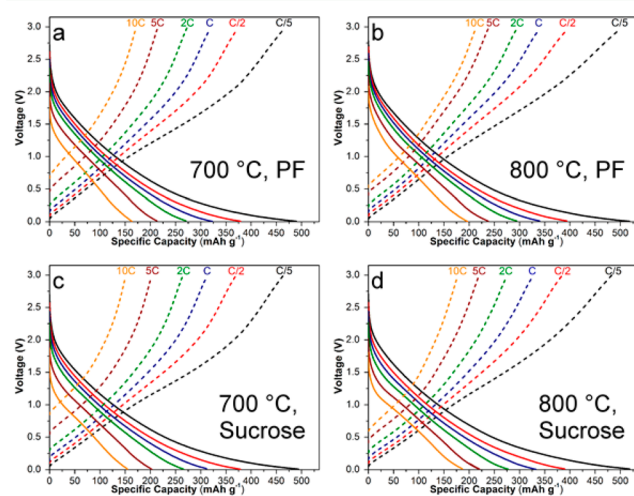 a
10C 5C 2C C C/2 C/5
3.0
2.5
2.0
1.5
1.0
0.5
0.0
Voltage (V)
700 °C, PF
0 50 100 150 200 250 300 350 400 450 500
Specific Capacity (mAh g⁻¹)
b
10C 5C 2C C C/2 C/5
3.0
2.5
2.0
1.5
1.0
0.5
0.0
Voltage (V)
800 °C, PF
0 50 100 150 200 250 300 350 400 450 500
Specific Capacity (mAh g⁻¹)
c
10C 5C 2C C C/2 C/5
3.0
2.5
2.0
1.5
1.0
0.5
0.0
Voltage (V)
700 °C,
Sucrose
0 50 100 150 200 250 300 350 400 450 500
Specific Capacity (mAh g⁻¹)
d
10C 5C 2C C C/2 C/5
3.0
2.5
2.0
1.5
1.0
0.5
0.0
Voltage (V)
800 °C,
Sucrose
0 50 100 150 200 250 300 350 400 450 500
Specific Capacity (mAh g⁻¹)